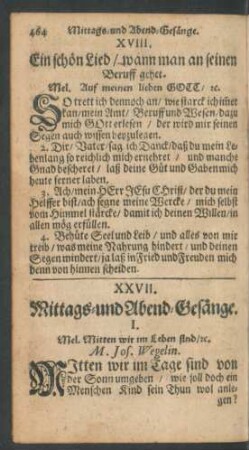 464 Mittags-und Abend-Gesänge.
XVIII.
Ein schön Lied / wann man an seinen
Beruff gehet.
Mel. Auf meinen lieben GOTT / ꝛc.
SO trett ich dennoch an / wie starck ich im̃er
kan / mein Amt / Beruff und Wesen / dazu
mich GOtt erlesen / der wird mir seinen
Segen auch wissen beyzulegen.
2. Dir / Vater / sag ich Danck / daß du mein Le-
benlang so reichlich mich ernehret / und manche
Gnad bescheret / laß deine Güt und Gaben mich
heute ferner laben.
3. Ach / mein HErr JEsu Christ / der du mein
Helffer bist / ach segne meine Wercke / mich selbst
vom Himmel stärcke / damit ich deinen Willen / in
allen mög erfüllen.
4. Behüte Seel und Leib / und alles von mir
treib / was meine Nahrung hindert / und deinen
Segen mindert / ja laß in Fried und Freuden mich
denn von hinnen scheiden.
XXVII.
Mittags-und Abend-Gesänge.
I.
Mel. Mitten wir im Leben sind / ꝛc.
M. Jos. Wegelin.
MItten wir im Tage sind von
der Sonn umgeben / wie soll doch ein
Menschen Kind sein Thun wol anle-
gen?